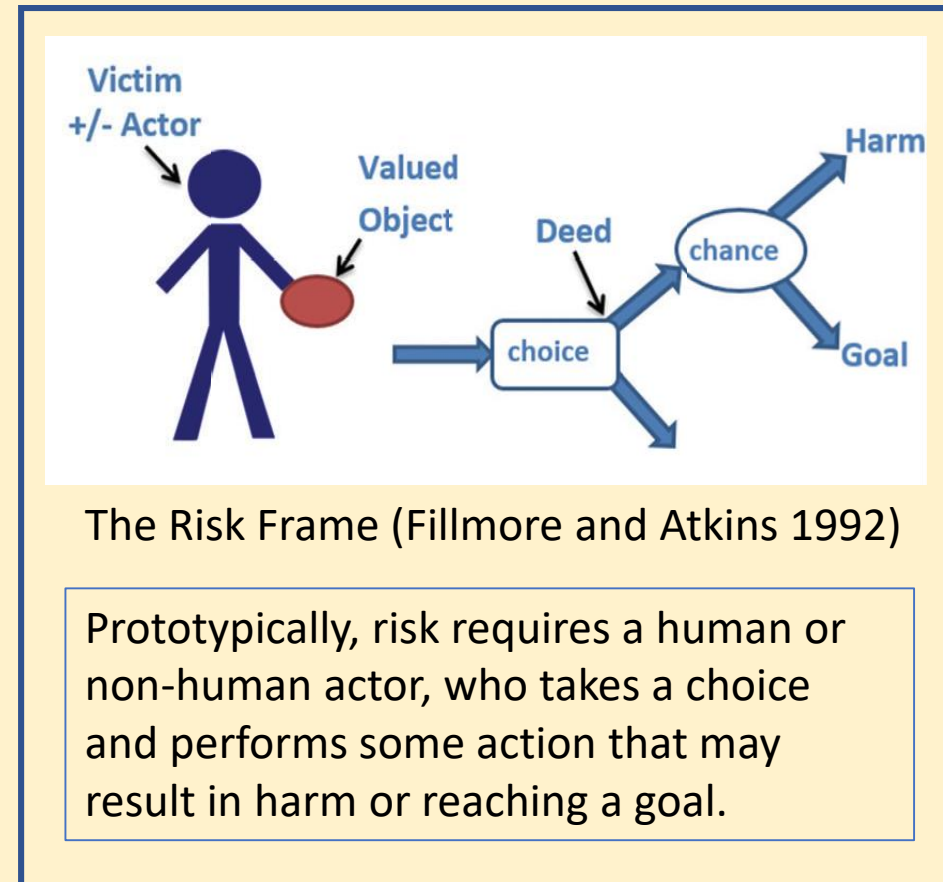 Victim
+/- Actor
Valued
Object
Deed
choice
chance
Harm
Goal
The Risk Frame (Fillmore and Atkins 1992)
Prototypically, risk requires a human or
non-human actor, who takes a choice
and performs some action that may
result in harm or reaching a goal.